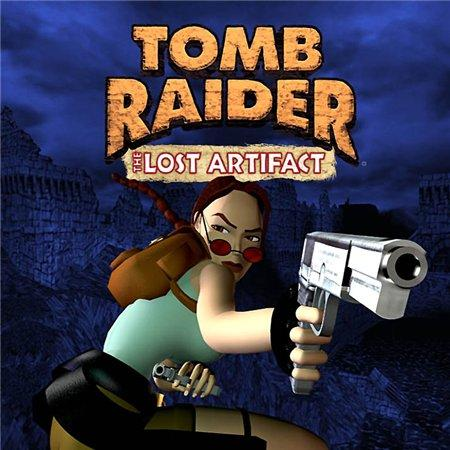 TOMB
RAIDER
THE LOST ARTIFACT